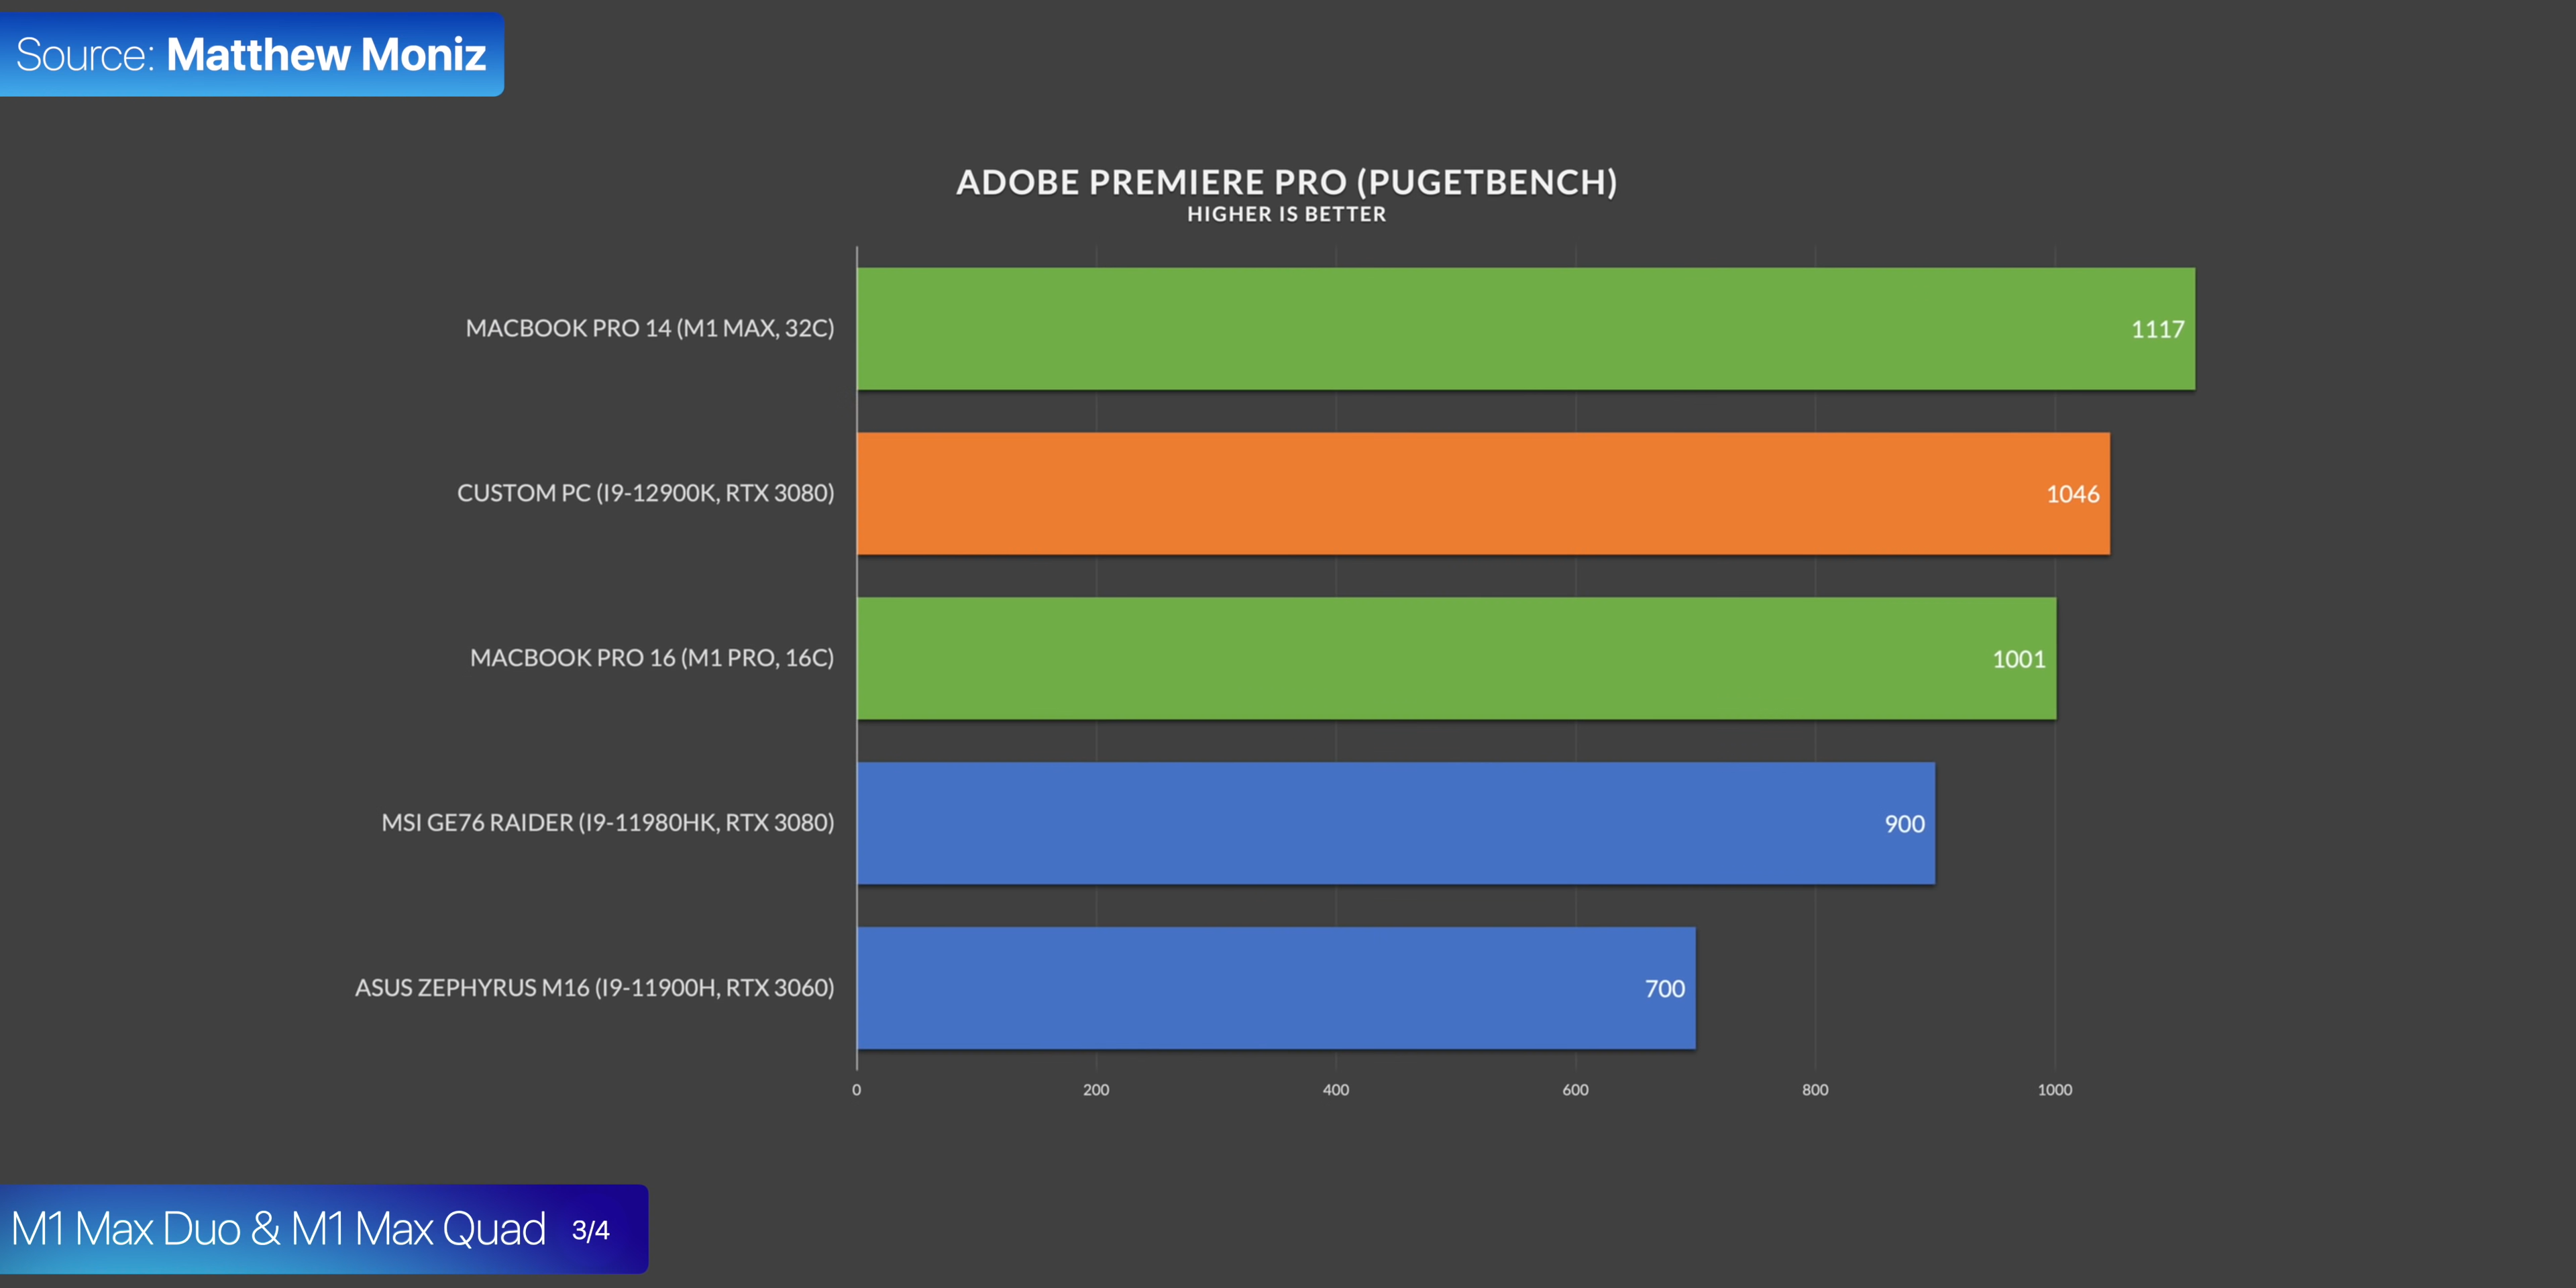 Source: Matthew Moniz
ADOBE PREMIERE PRO (PUGETBENCH)
HIGHER IS BETTER
MACBOOK PRO 14 (M1 MAX, 32C)
1117
CUSTOM PC (I9-12900K, RTX 3080)
1046
MACBOOK PRO 16 (M1 PRO, 16C)
1001
MSI GE76 RAIDER (I9-11980HK, RTX 3080)
900
ASUS ZEPHYRUS M16 (I9-11900H, RTX 3060)
700
0 200 400 600 800 1000
M1 Max Duo & M1 Max Quad 3/4